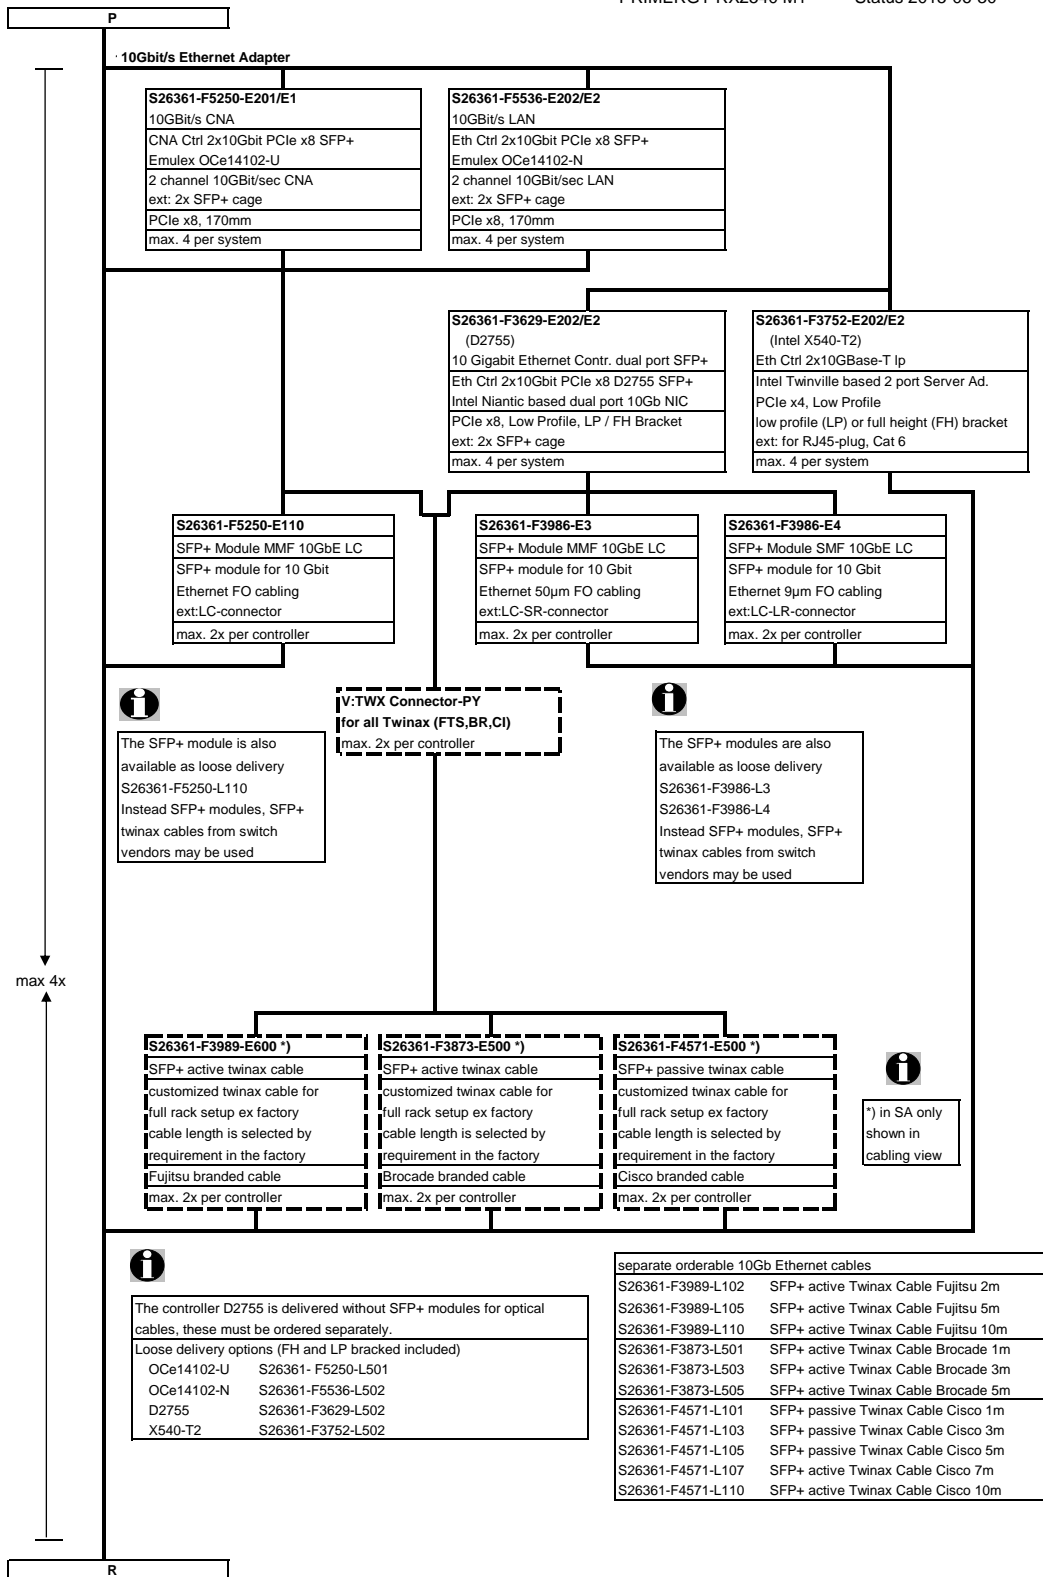 PRIMERGY RX2540 M1 Status 2015-03-30
P
10Gbit/s Ethernet Adapter
S26361-F5250-E201/E1
10GBit/s CNA
CNA Ctrl 2x10Gbit PCIe x8 SFP+
Emulex OCe14102-U
2 channel 10GBit/sec CNA
ext: 2x SFP+ cage
PCIe x8, 170mm
max. 4 per system
S26361-F5536-E202/E2
10GBit/s LAN
Eth Ctrl 2x10Gbit PCIe x8 SFP+
Emulex OCe14102-N
2 channel 10GBit/sec LAN
ext: 2x SFP+ cage
PCIe x8, 170mm
max. 4 per system
S26361-F3629-E202/E2
(D2755)
10 Gigabit Ethernet Contr. dual port SFP+
Eth Ctrl 2x10Gbit PCIe x8 D2755 SFP+
Intel Niantic based dual port 10Gb NIC
PCIe x8, Low Profile, LP / FH Bracket
ext: 2x SFP+ cage
max. 4 per system
S26361-F3752-E202/E2
(Intel X540-T2)
Eth Ctrl 2x10GBase-T lp
Intel Twinville based 2 port Server Ad.
PCIe x4, Low Profile
low profile (LP) or full height (FH) bracket
ext: for RJ45-plug, Cat 6
max. 4 per system
S26361-F5250-E110
SFP+ Module MMF 10GbE LC
SFP+ module for 10 Gbit
Ethernet FO cabling
ext:LC-connector
max. 2x per controller
S26361-F3986-E3
SFP+ Module MMF 10GbE LC
SFP+ module for 10 Gbit
Ethernet 50µm FO cabling
ext:LC-SR-connector
max. 2x per controller
S26361-F3986-E4
SFP+ Module SMF 10GbE LC
SFP+ module for 10 Gbit
Ethernet 9µm FO cabling
ext:LC-LR-connector
max. 2x per controller
V:TWX Connector-PY
for all Twinax (FTS,BR,CI)
max. 2x per controller
The SFP+ module is also
available as loose delivery
S26361-F5250-L110
Instead SFP+ modules, SFP+
twinax cables from switch
vendors may be used
The SFP+ modules are also
available as loose delivery
S26361-F3986-L3
S26361-F3986-L4
Instead SFP+ modules, SFP+
twinax cables from switch
vendors may be used
max 4x
S26361-F3989-E600 *)
SFP+ active twinax cable
customized twinax cable for
full rack setup ex factory
cable length is selected by
requirement in the factory
Fujitsu branded cable
max. 2x per controller
S26361-F3873-E500 *)
SFP+ active twinax cable
customized twinax cable for
full rack setup ex factory
cable length is selected by
requirement in the factory
Brocade branded cable
max. 2x per controller
S26361-F4571-E500 *)
SFP+ passive twinax cable
customized twinax cable for
full rack setup ex factory
cable length is selected by
requirement in the factory
Cisco branded cable
max. 2x per controller
*) in SA only
shown in
cabling view
The controller D2755 is delivered without SFP+ modules for optical
cables, these must be ordered separately.
Loose delivery options (FH and LP bracked included)
OCe14102-U S26361- F5250-L501
OCe14102-N S26361-F5536-L502
D2755 S26361-F3629-L502
X540-T2 S26361-F3752-L502
separate orderable 10Gb Ethernet cables
S26361-F3989-L102 SFP+ active Twinax Cable Fujitsu 2m
S26361-F3989-L105 SFP+ active Twinax Cable Fujitsu 5m
S26361-F3989-L110 SFP+ active Twinax Cable Fujitsu 10m
S26361-F3873-L501 SFP+ active Twinax Cable Brocade 1m
S26361-F3873-L503 SFP+ active Twinax Cable Brocade 3m
S26361-F3873-L505 SFP+ active Twinax Cable Brocade 5m
S26361-F4571-L101 SFP+ passive Twinax Cable Cisco 1m
S26361-F4571-L103 SFP+ passive Twinax Cable Cisco 3m
S26361-F4571-L105 SFP+ passive Twinax Cable Cisco 5m
S26361-F4571-L107 SFP+ active Twinax Cable Cisco 7m
S26361-F4571-L110 SFP+ active Twinax Cable Cisco 10m
R